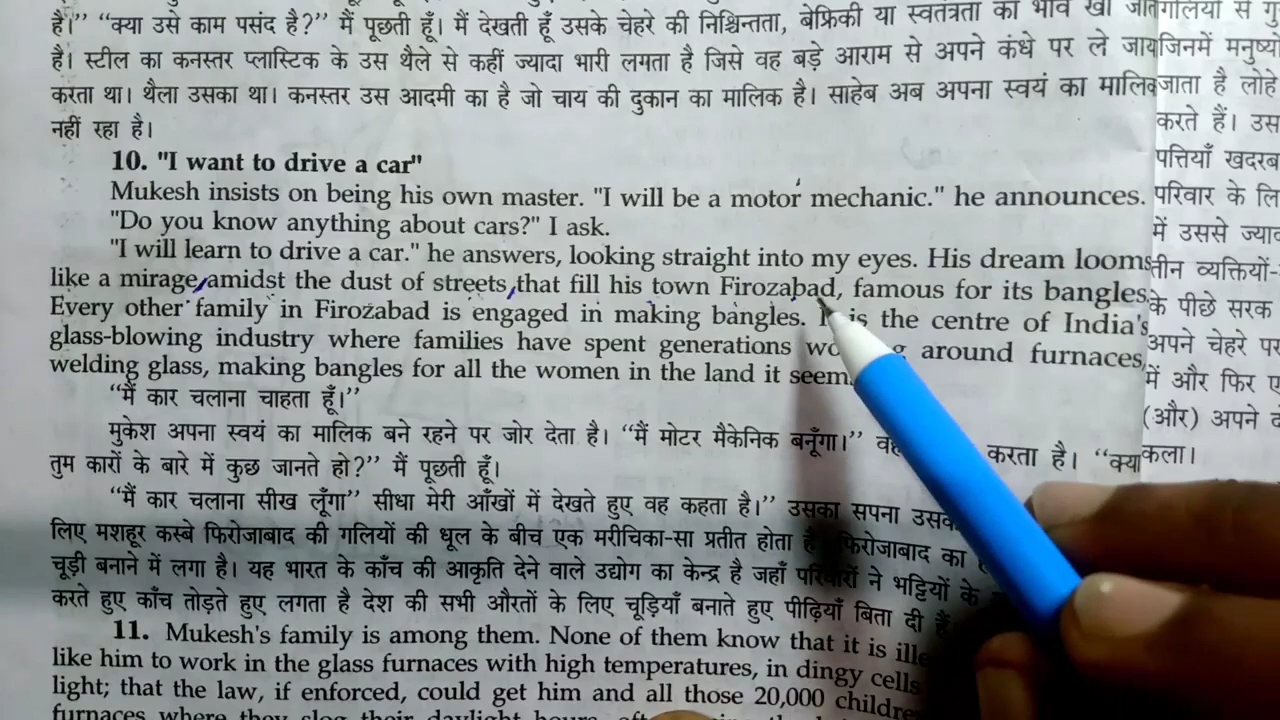 है।” “क्या उसे काम पसंद है?” मैं पूछती हूँ। मैं देखती हूँ उसके चेहरे की निश्चिन्तता, बेफ्रिकी या स्वतंत्रता का भाव खो जात
है। स्टील का कनस्तर प्लास्टिक के उस थैले से कहीं ज्यादा भारी लगता है जिसे वह बड़े आराम से अपने कंधे पर ले जाय
करता था। थैला उसका था। कनस्तर उस आदमी का है जो चाय की दुकान का मालिक है। साहेब अब अपना स्वयं का मालिक
नहीं रहा है।
10. "I want to drive a car"
Mukesh insists on being his own master. "I will be a motor mechanic." he announces.
"Do you know anything about cars?" I ask.
"I will learn to drive a car." he answers, looking straight into my eyes. His dream looms
like a mirage amidst the dust of streets that fill his town Firozabad, famous for its bangles.
Every other family in Firozabad is engaged in making bangles. It is the centre of India's
glass-blowing industry where families have spent generations around furnaces,
welding glass, making bangles for all the women in the land it seem
“मैं कार चलाना चाहता हूँ।”
मुकेश अपना स्वयं का मालिक बने रहने पर जोर देता है। “मैं मोटर मैकेनिक बनूँगा।” करता है। “क्या
तुम कारों के बारे में कुछ जानते हो?” मैं पूछती हूँ।
“मैं कार चलाना सीख लूँगा” सीधा मेरी आँखों में देखते हुए वह कहता है।” उसका सपना
लिए मशहूर कस्बे फिरोजाबाद की गलियों की धूल के बीच एक मरीचिका-सा प्रतीत होता है फिरोजाबाद का
चूड़ी बनाने में लगा है। यह भारत के काँच की आकृति देने वाले उद्योग का केन्द्र है जहाँ परिवारों ने भट्टियों के
करते हुए काँच तोड़ते हुए लगता है देश की सभी औरतों के लिए चूड़ियाँ बनाते हुए पीढ़ियाँ बिता दी हैं
11. Mukesh's family is among them. None of them know that it is
like him to work in the glass furnaces with high temperatures, in dingy cells
light; that the law, if enforced, could get him and all those 20,000
furnaces where they slog their daylight hours,
गलियों से
जिनमें
जाता है लोहे
करते हैं। उस
पत्तियाँ
परिवार के
में उससे
तीन व्यक्तियों-
के पीछे सरक
अपने चेहरे पर
में और फिर
(और) अपने
कला।